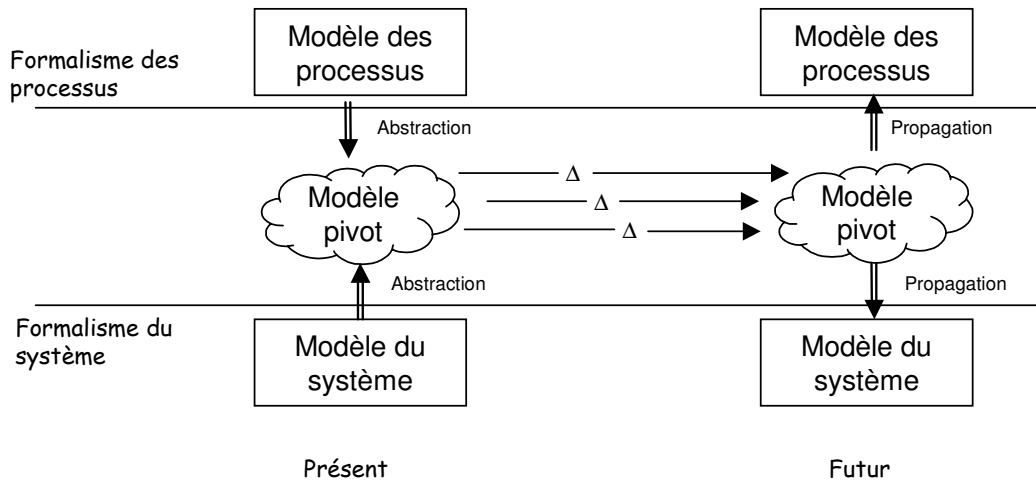 Modèle des
processus
Modèle des
processus
Formalisme des
processus
Abstraction
Propagation
Modèle
pivot
Δ
Δ
Δ
Modèle
pivot
Abstraction
Propagation
Formalisme du
système
Modèle du
système
Modèle du
système
Présent
Futur